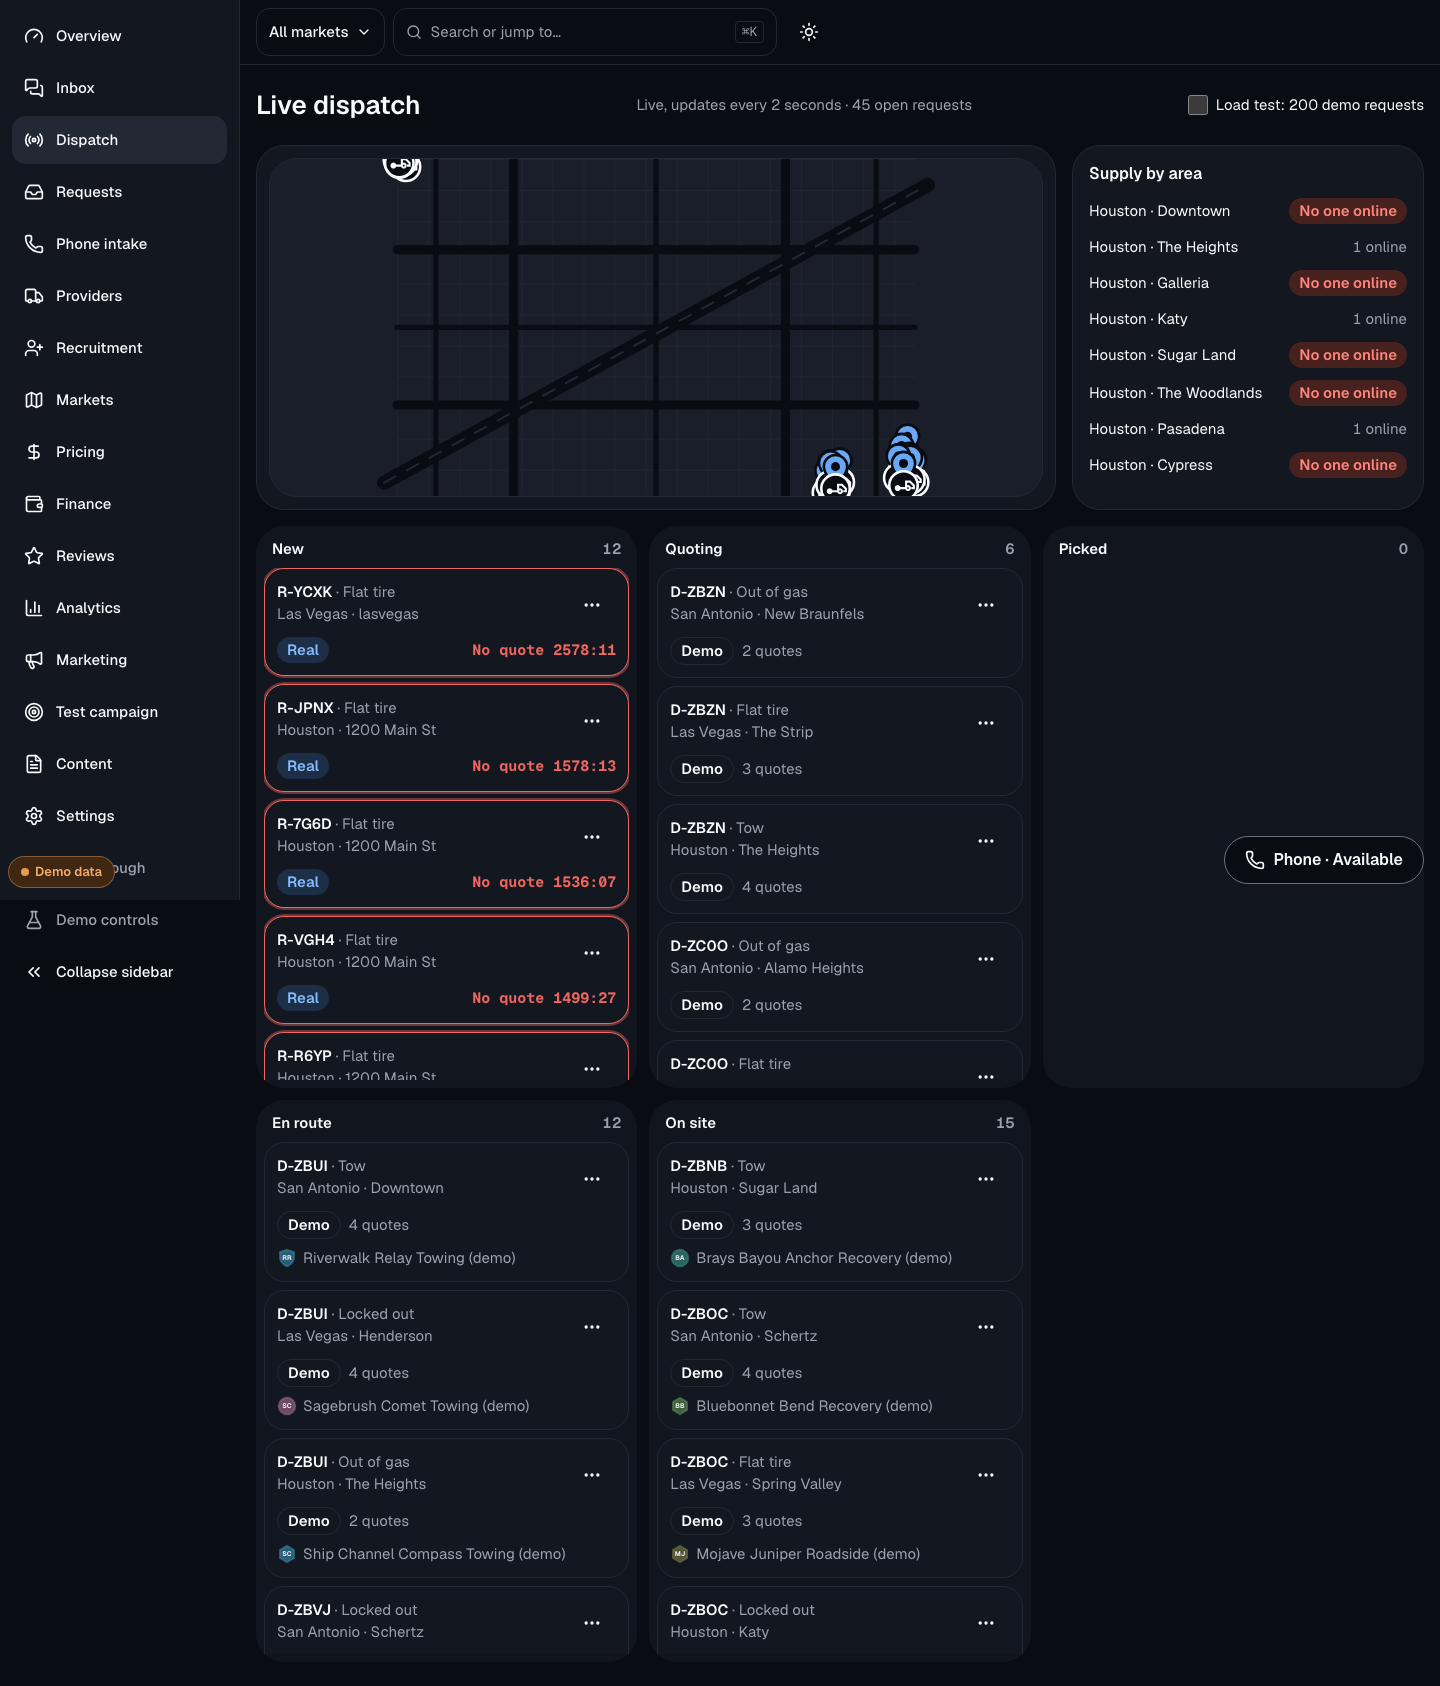 Overview
Inbox
Dispatch
Requests
Phone intake
Providers
Recruitment
Markets
Pricing
Finance
Reviews
Analytics
Marketing
Test campaign
Content
Settings
Demo data
Demo controls
Collapse sidebar
All markets
Search or jump to...
⌘K
Live dispatch
Live, updates every 2 seconds · 45 open requests
Load test: 200 demo requests
Supply by area
Houston · Downtown No one online
Houston · The Heights 1 online
Houston · Galleria No one online
Houston · Katy 1 online
Houston · Sugar Land No one online
Houston · The Woodlands No one online
Houston · Pasadena 1 online
Houston · Cypress No one online
New 12
R-YCXK · Flat tire
Las Vegas · lasvegas
Real No quote 2578:11
R-JPNX · Flat tire
Houston · 1200 Main St
Real No quote 1578:13
R-7G6D · Flat tire
Houston · 1200 Main St
Real No quote 1536:07
R-VGH4 · Flat tire
Houston · 1200 Main St
Real No quote 1499:27
R-R6YP · Flat tire
Houston · 1200 Main St
Quoting 6
D-ZBZN · Out of gas
San Antonio · New Braunfels
Demo 2 quotes
D-ZBZN · Flat tire
Las Vegas · The Strip
Demo 3 quotes
D-ZBZN · Tow
Houston · The Heights
Demo 4 quotes
D-ZC0O · Out of gas
San Antonio · Alamo Heights
Demo 2 quotes
D-ZC0O · Flat tire
Picked 0
Phone · Available
En route 12
D-ZBUI · Tow
San Antonio · Downtown
Demo 4 quotes
RR Riverwalk Relay Towing (demo)
D-ZBUI · Locked out
Las Vegas · Henderson
Demo 4 quotes
SC Sagebrush Comet Towing (demo)
D-ZBUI · Out of gas
Houston · The Heights
Demo 2 quotes
SC Ship Channel Compass Towing (demo)
D-ZBVJ · Locked out
San Antonio · Schertz
On site 15
D-ZBNB · Tow
Houston · Sugar Land
Demo 3 quotes
BA Brays Bayou Anchor Recovery (demo)
D-ZBOC · Tow
San Antonio · Schertz
Demo 4 quotes
BB Bluebonnet Bend Recovery (demo)
D-ZBOC · Flat tire
Las Vegas · Spring Valley
Demo 3 quotes
MJ Mojave Juniper Roadside (demo)
D-ZBOC · Locked out
Houston · Katy